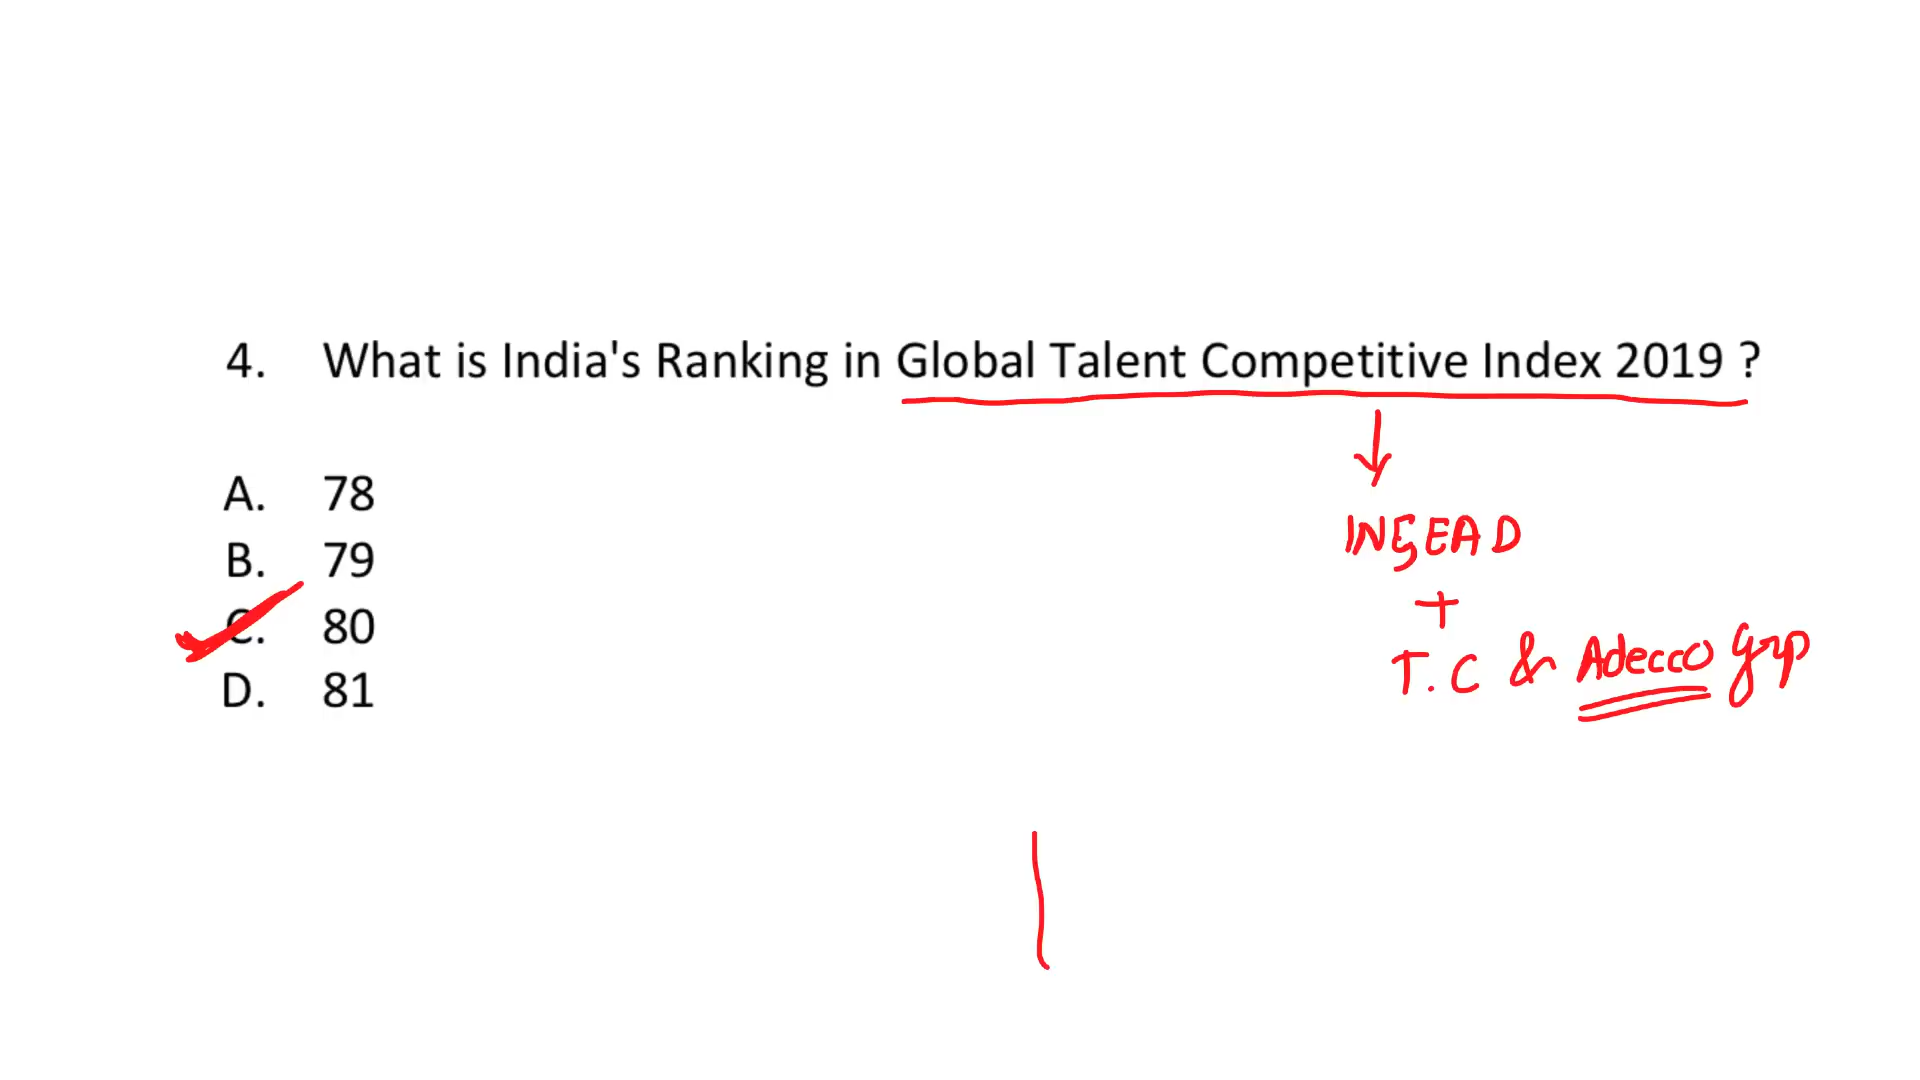 4. What is India's Ranking in Global Talent Competitive Index 2019 ?
A. 78
B. 79
C. 80
D. 81
INSEAD
+
T.C & Adecco grp